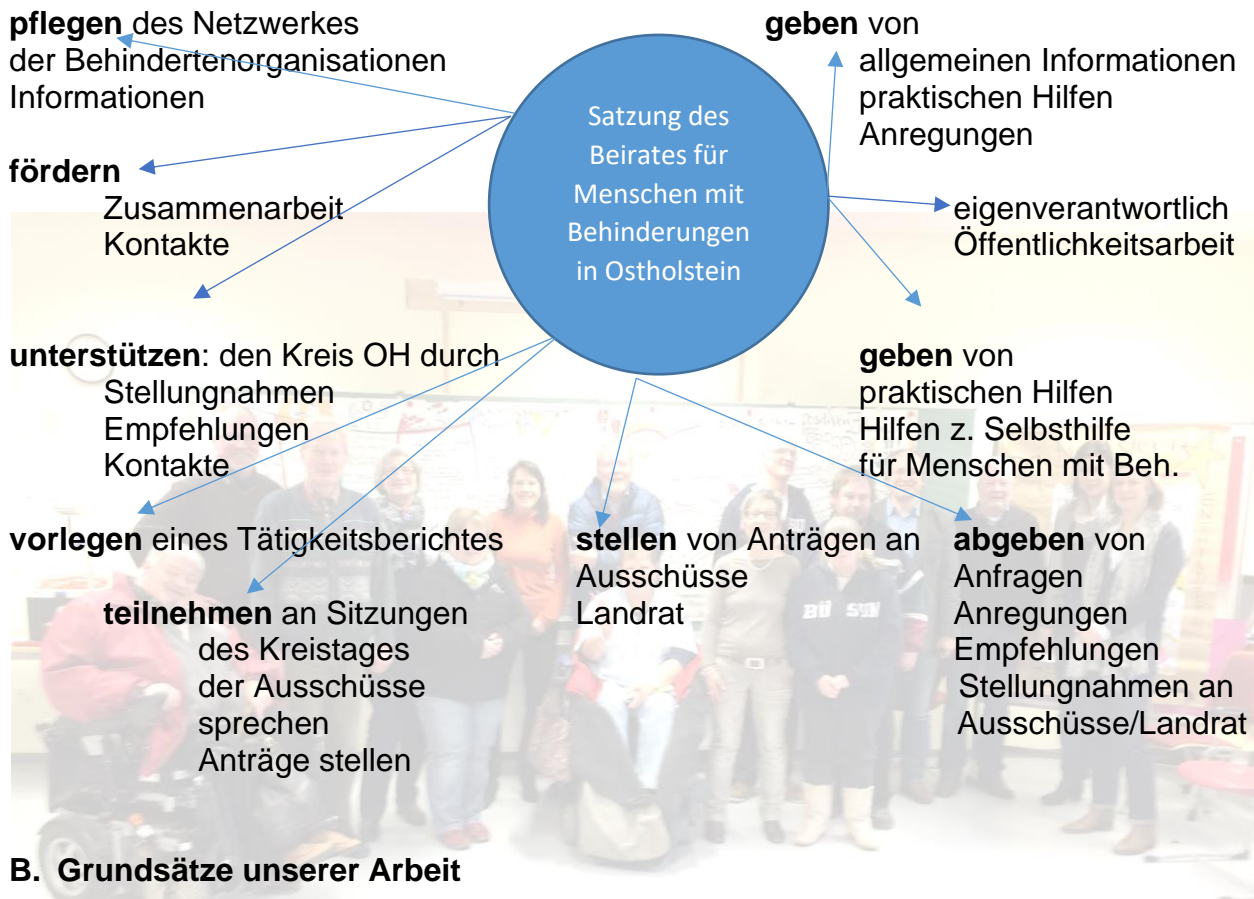 pflegen des Netzwerkes
der Behindertenorganisationen
Informationen
fördern
Zusammenarbeit
Kontakte
unterstützen: den Kreis OH durch
Stellungnahmen
Empfehlungen
Kontakte
vorlegen eines Tätigkeitsberichtes
teilnehmen an Sitzungen
des Kreistages
der Ausschüsse
sprechen
Anträge stellen
Satzung des
Beirates für
Menschen mit
Behinderungen
in Ostholstein
stellen von Anträgen an
Ausschüsse
Landrat
geben von
allgemeinen Informationen
praktischen Hilfen
Anregungen
eigenverantwortlich
Öffentlichkeitsarbeit
geben von
praktischen Hilfen
Hilfen z. Selbsthilfe
für Menschen mit Beh.
abgeben von
Anfragen
Anregungen
Empfehlungen
Stellungnahmen an
Ausschüsse/Landrat
B. Grundsätze unserer Arbeit